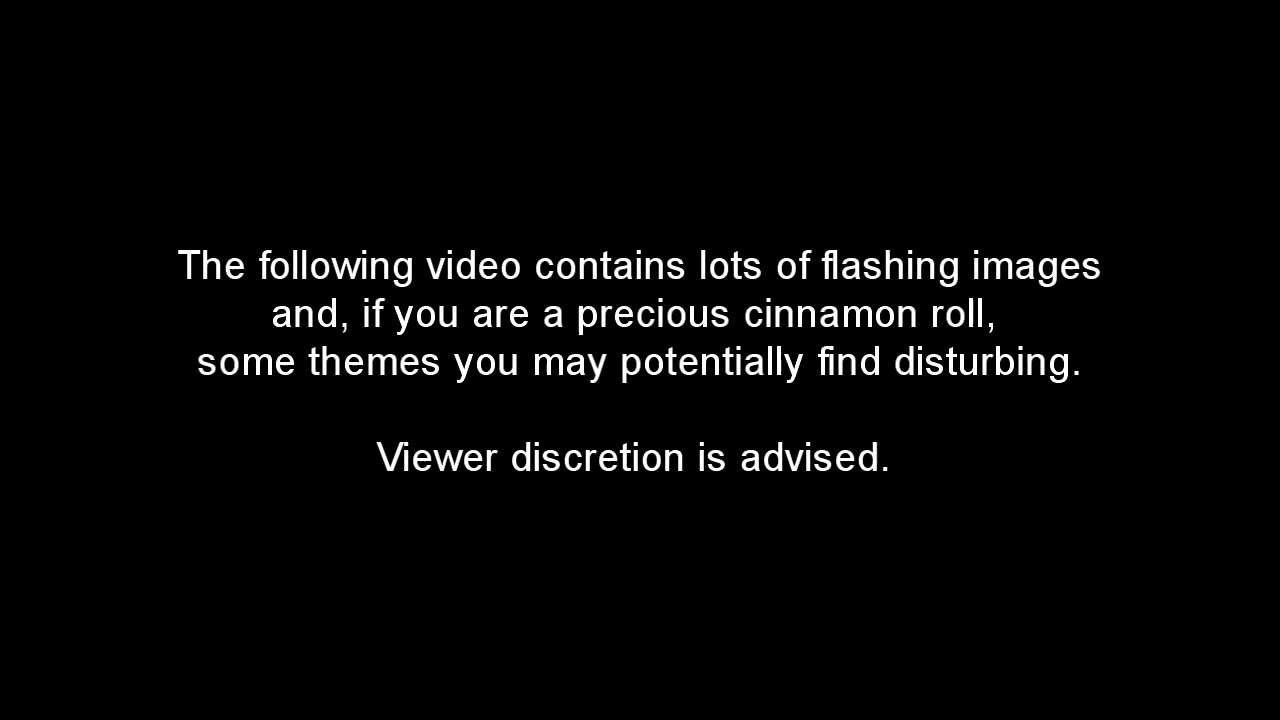 The following video contains lots of flashing images
and, if you are a precious cinnamon roll,
some themes you may potentially find disturbing.
Viewer discretion is advised.